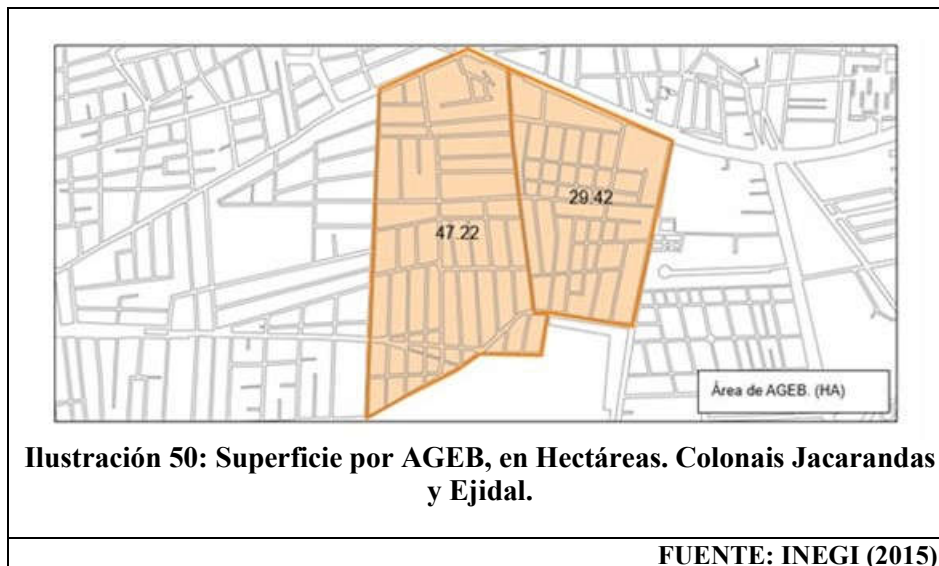 29.42
47.22
Área de AGEB. (HA)
Ilustración 50: Superficie por AGEB, en Hectáreas. Colonais Jacarandas
y Ejidal.
FUENTE: INEGI (2015)